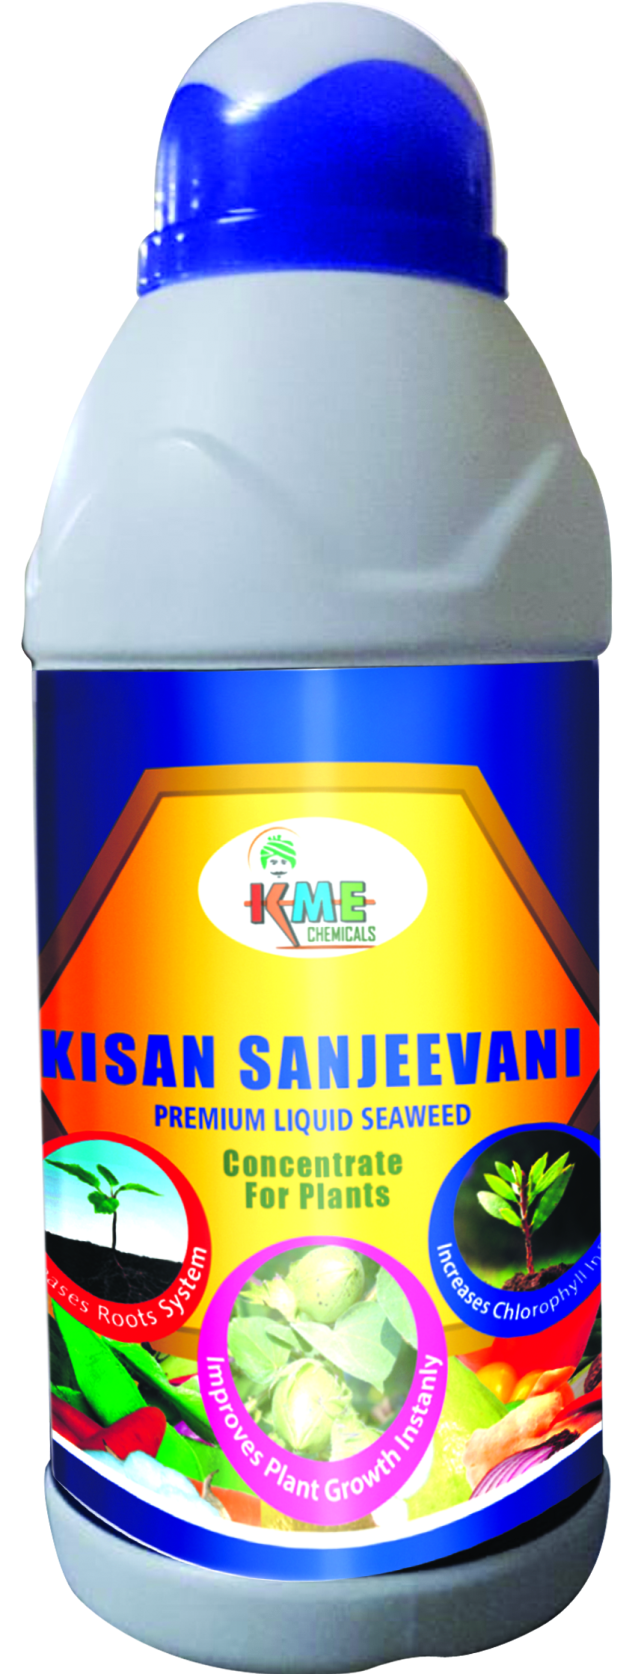 KME
CHEMICALS
KISAN SANJEEVANI
PREMIUM LIQUID SEAWEED
Concentrate
For Plants
Roots System
Increases Chlorophyll
Improves Plant Growth Instanly